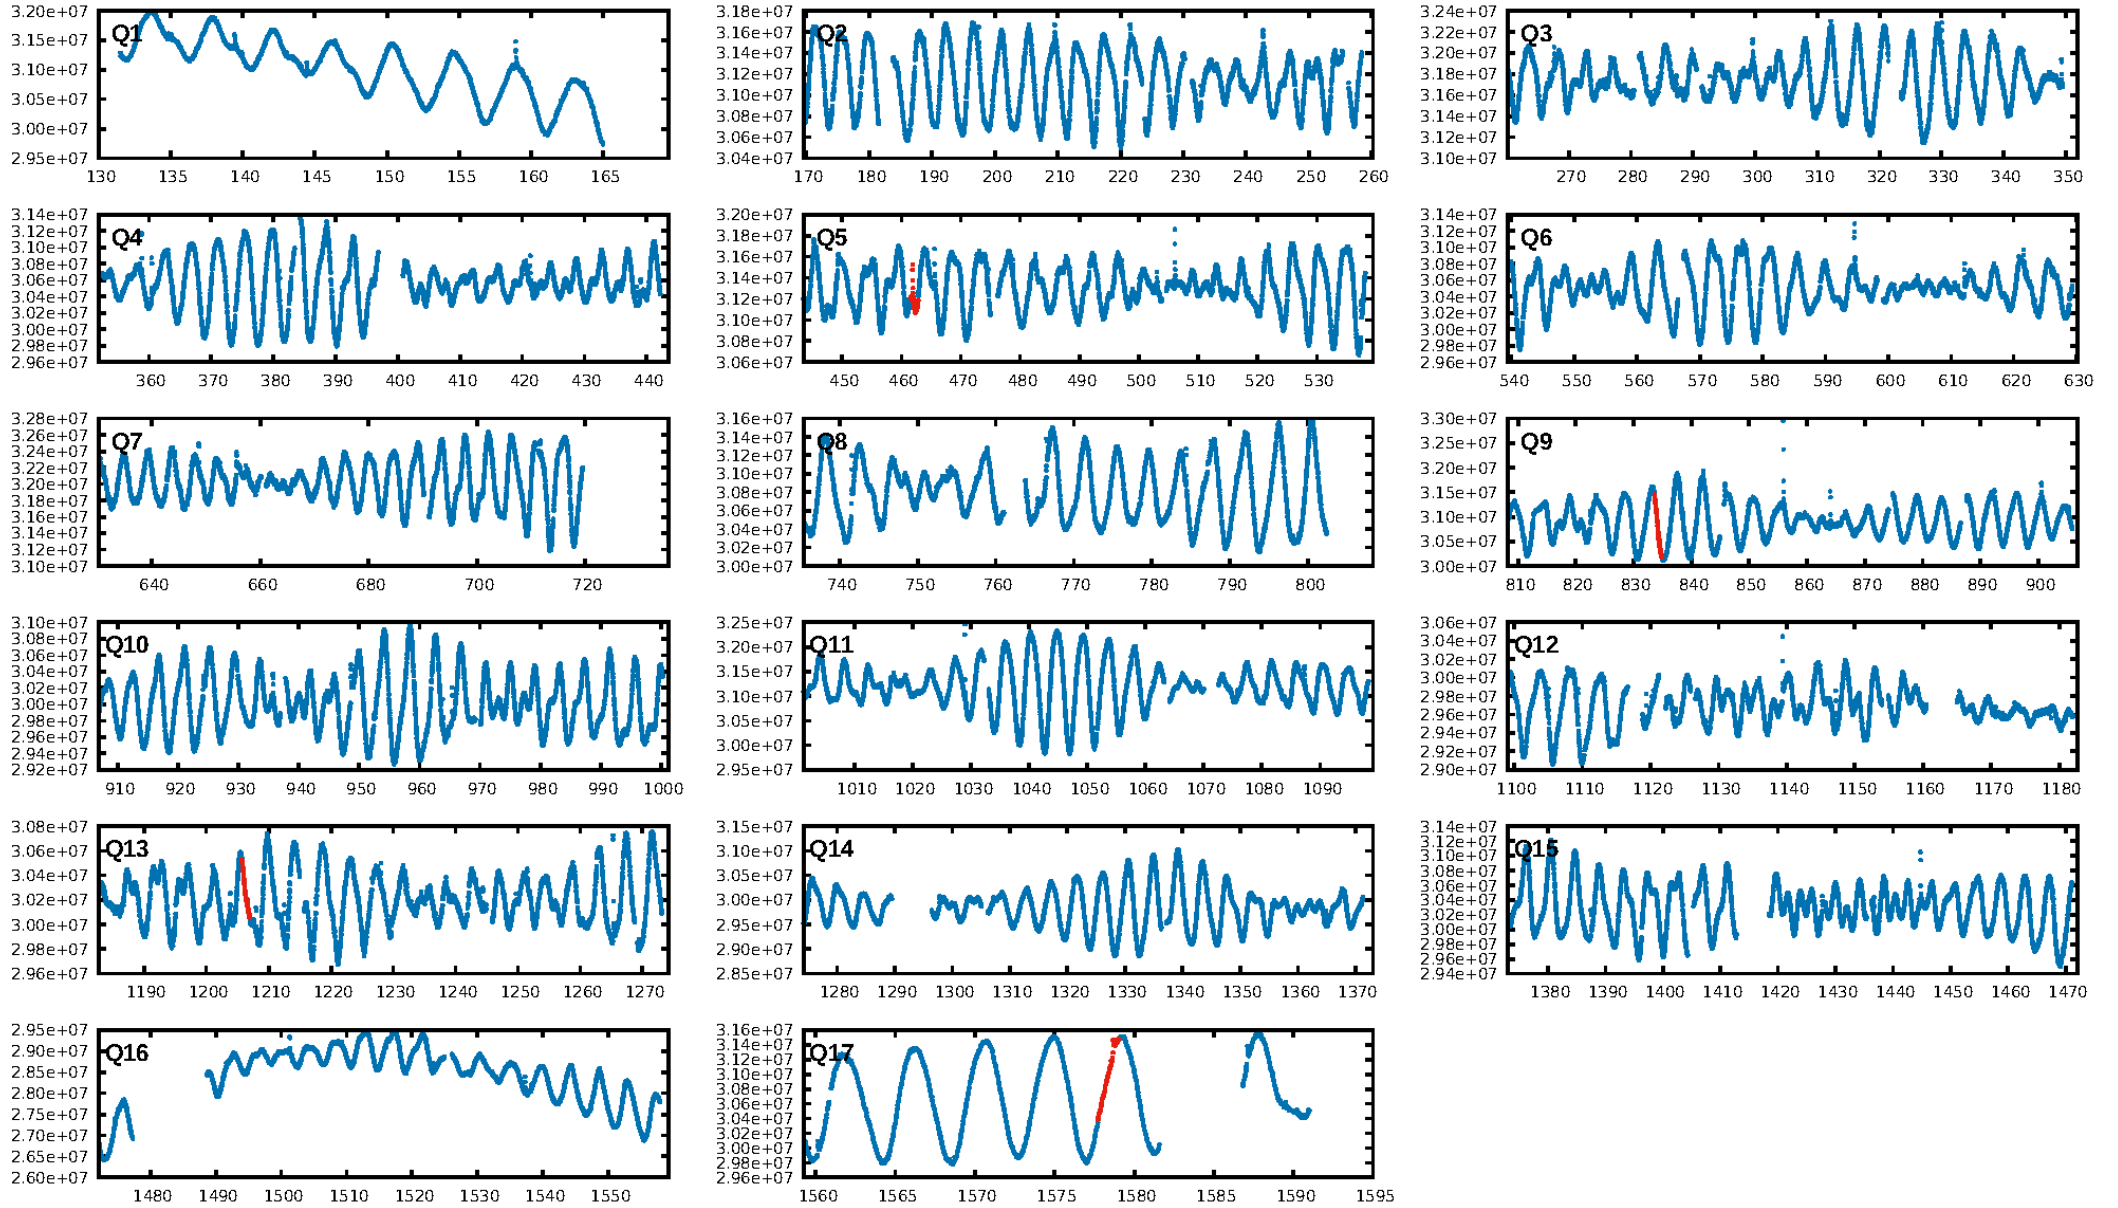 3.20e+07
3.15e+07
3.10e+07
3.05e+07
3.00e+07
2.95e+07
Q1
130 135 140 145 150 155 160 165
3.18e+07
3.16e+07
3.14e+07
3.12e+07
3.10e+07
3.08e+07
3.06e+07
3.04e+07
Q2
170 180 190 200 210 220 230 240 250 260
3.24e+07
3.22e+07
3.20e+07
3.18e+07
3.16e+07
3.14e+07
3.12e+07
3.10e+07
Q3
270 280 290 300 310 320 330 340 350
3.14e+07
3.12e+07
3.10e+07
3.08e+07
3.06e+07
3.04e+07
3.02e+07
3.00e+07
2.98e+07
2.96e+07
Q4
360 370 380 390 400 410 420 430 440
3.20e+07
3.18e+07
3.16e+07
3.14e+07
3.12e+07
3.10e+07
3.08e+07
3.06e+07
Q5
450 460 470 480 490 500 510 520 530
3.14e+07
3.12e+07
3.10e+07
3.08e+07
3.06e+07
3.04e+07
3.02e+07
3.00e+07
2.98e+07
2.96e+07
Q6
540 550 560 570 580 590 600 610 620 630
3.28e+07
3.26e+07
3.24e+07
3.22e+07
3.20e+07
3.18e+07
3.16e+07
3.14e+07
3.12e+07
3.10e+07
Q7
640 660 680 700 720
3.16e+07
3.14e+07
3.12e+07
3.10e+07
3.08e+07
3.06e+07
3.04e+07
3.02e+07
3.00e+07
Q8
740 750 760 770 780 790 800
3.30e+07
3.25e+07
3.20e+07
3.15e+07
3.10e+07
3.05e+07
3.00e+07
Q9
810 820 830 840 850 860 870 880 890 900
3.10e+07
3.08e+07
3.06e+07
3.04e+07
3.02e+07
3.00e+07
2.98e+07
2.96e+07
2.94e+07
2.92e+07
Q10
910 920 930 940 950 960 970 980 990 1000
3.25e+07
3.20e+07
3.15e+07
3.10e+07
3.05e+07
3.00e+07
2.95e+07
Q11
1010 1020 1030 1040 1050 1060 1070 1080 1090
3.06e+07
3.04e+07
3.02e+07
3.00e+07
2.98e+07
2.96e+07
2.94e+07
2.92e+07
2.90e+07
Q12
1100 1110 1120 1130 1140 1150 1160 1170 1180
3.08e+07
3.06e+07
3.04e+07
3.02e+07
3.00e+07
2.98e+07
2.96e+07
Q13
1190 1200 1210 1220 1230 1240 1250 1260 1270
3.15e+07
3.10e+07
3.05e+07
3.00e+07
2.95e+07
2.90e+07
2.85e+07
Q14
1280 1290 1300 1310 1320 1330 1340 1350 1360 1370
3.14e+07
3.12e+07
3.10e+07
3.08e+07
3.06e+07
3.04e+07
3.02e+07
3.00e+07
2.98e+07
2.96e+07
2.94e+07
Q15
1380 1390 1400 1410 1420 1430 1440 1450 1460 1470
2.95e+07
2.90e+07
2.85e+07
2.80e+07
2.75e+07
2.70e+07
2.65e+07
2.60e+07
Q16
1480 1490 1500 1510 1520 1530 1540 1550
3.16e+07
3.14e+07
3.12e+07
3.10e+07
3.08e+07
3.06e+07
3.04e+07
3.02e+07
3.00e+07
2.98e+07
2.96e+07
Q17
1560 1565 1570 1575 1580 1585 1590 1595